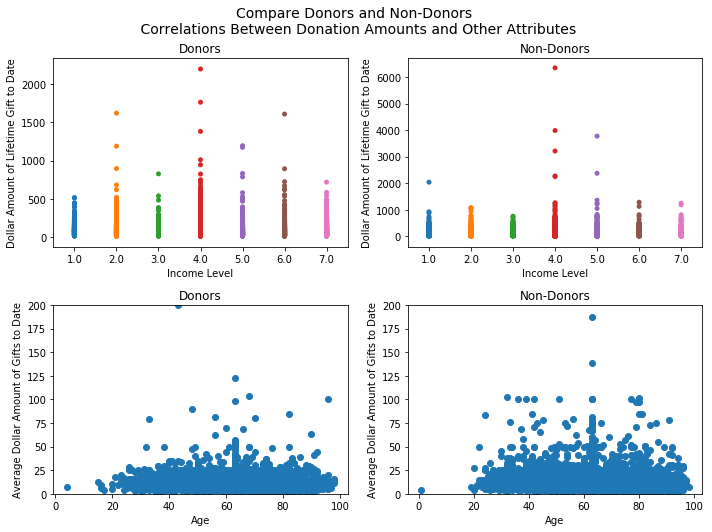 Compare Donors and Non-Donors
Correlations Between Donation Amounts and Other Attributes
Donors
Dollar Amount of Lifetime Gift to Date
2000
1500
1000
500
0
1.0 2.0 3.0 4.0 5.0 6.0 7.0
Income Level
Non-Donors
Dollar Amount of Lifetime Gift to Date
6000
5000
4000
3000
2000
1000
0
1.0 2.0 3.0 4.0 5.0 6.0 7.0
Income Level
Donors
Average Dollar Amount of Gifts to Date
200
175
150
125
100
75
50
25
0
0 20 40 60 80 100
Age
Non-Donors
Average Dollar Amount of Gifts to Date
200
175
150
125
100
75
50
25
0
0 20 40 60 80 100
Age